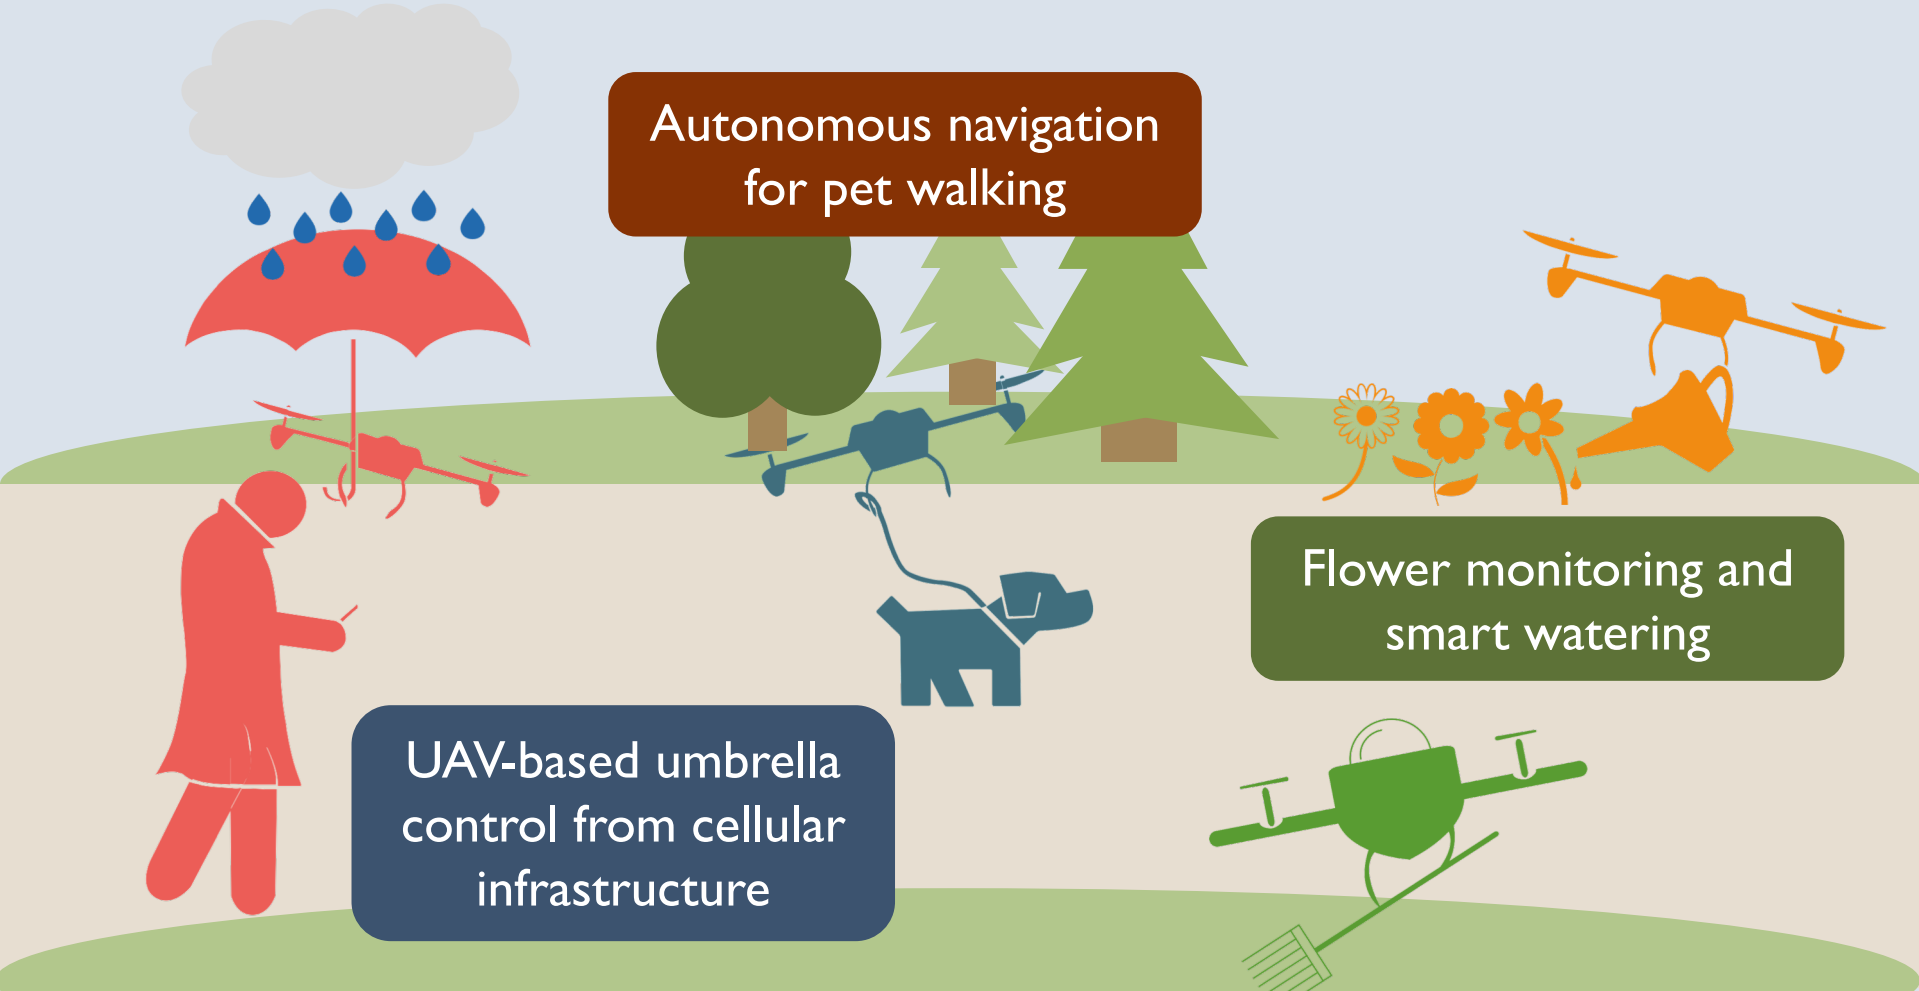 Autonomous navigation
for pet walking
Flower monitoring and
smart watering
UAV-based umbrella
control from cellular
infrastructure